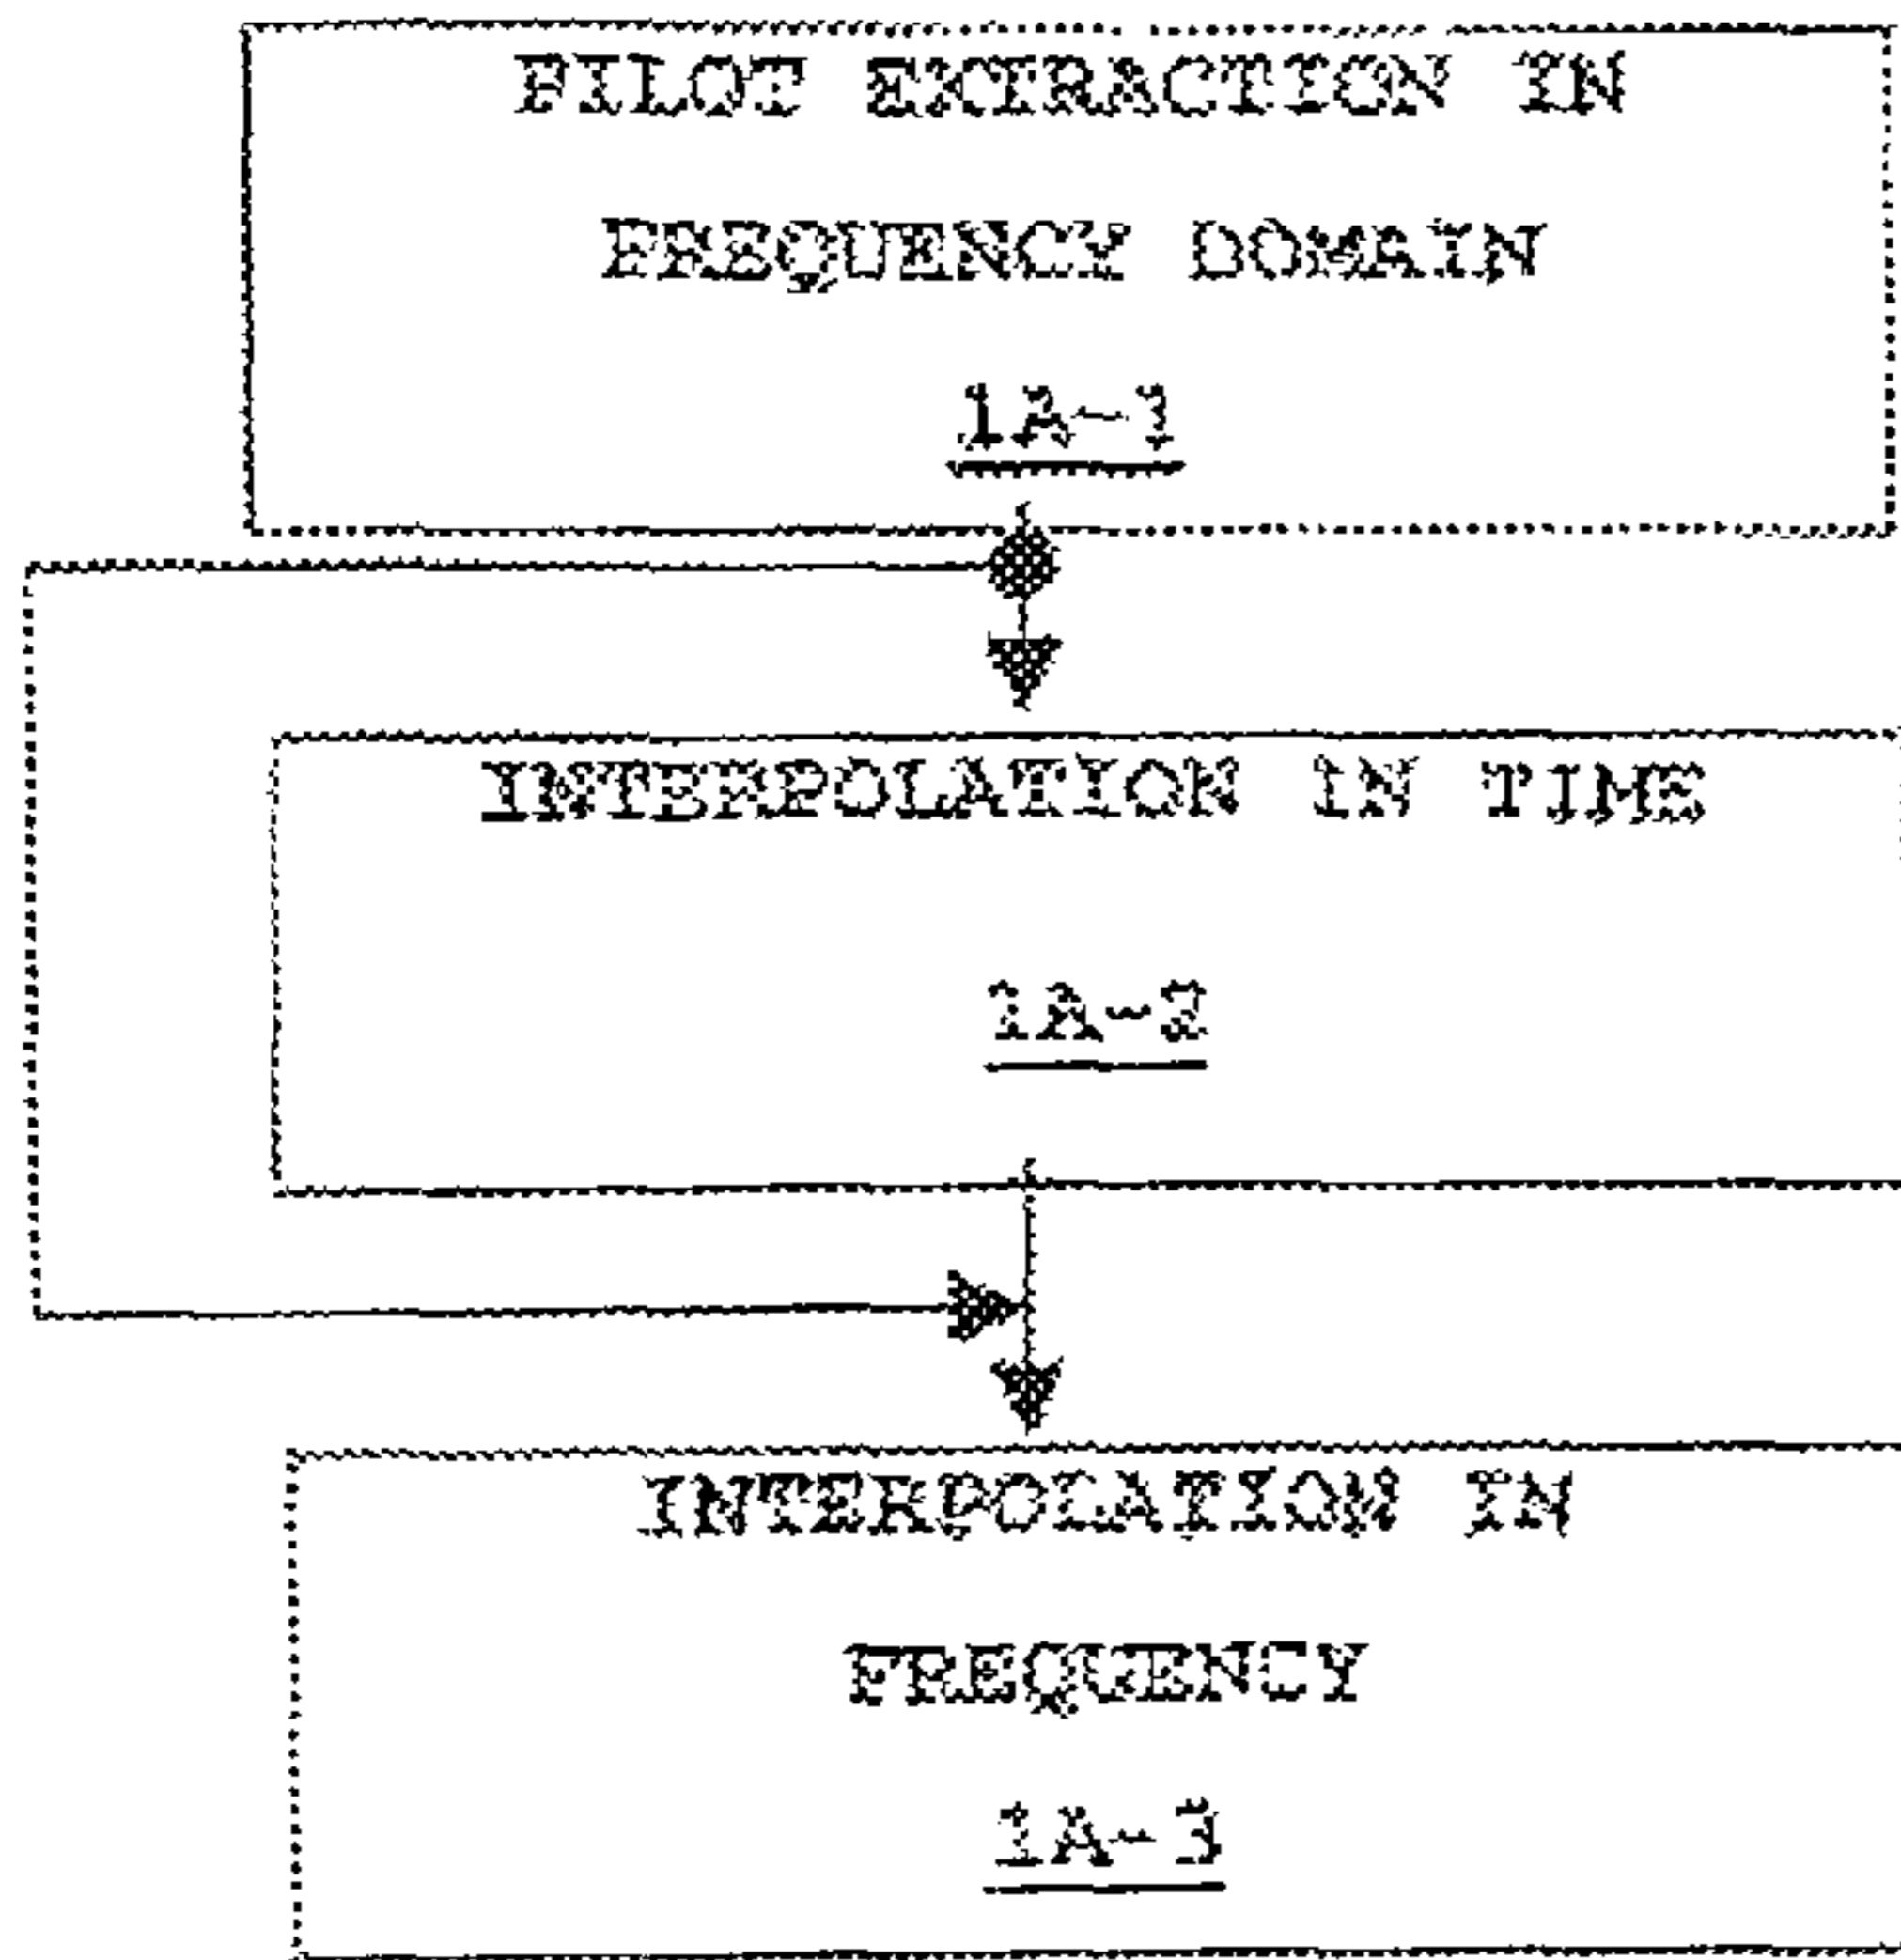 PILOT EXTRACTION IN
FREQUENCY DOMAIN
1A-1
INTERPOLATION IN TIME
1A-2
INTERPOLATION IN
FREQUENCY
1A-3